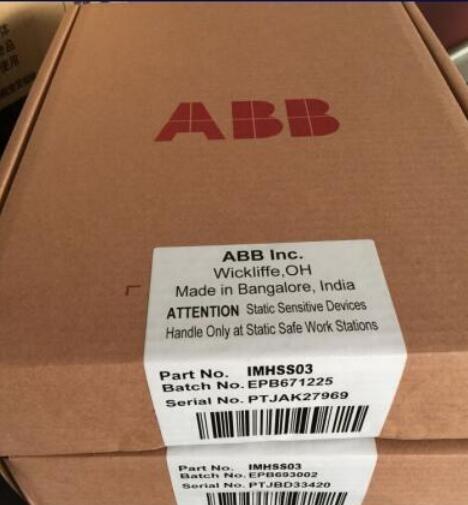 ABB
ABB Inc.
Wickliffe,OH
Made in Bangalore, India
ATTENTION Static Sensitive Devices
Handle Only at Static Safe Work Stations
Part No. IMHSS03
Batch No. EPB671225
Serial No. PTJAK27969
Part No. IMHSS03
Batch No. EPB693002
Serial No. PTJBD33420